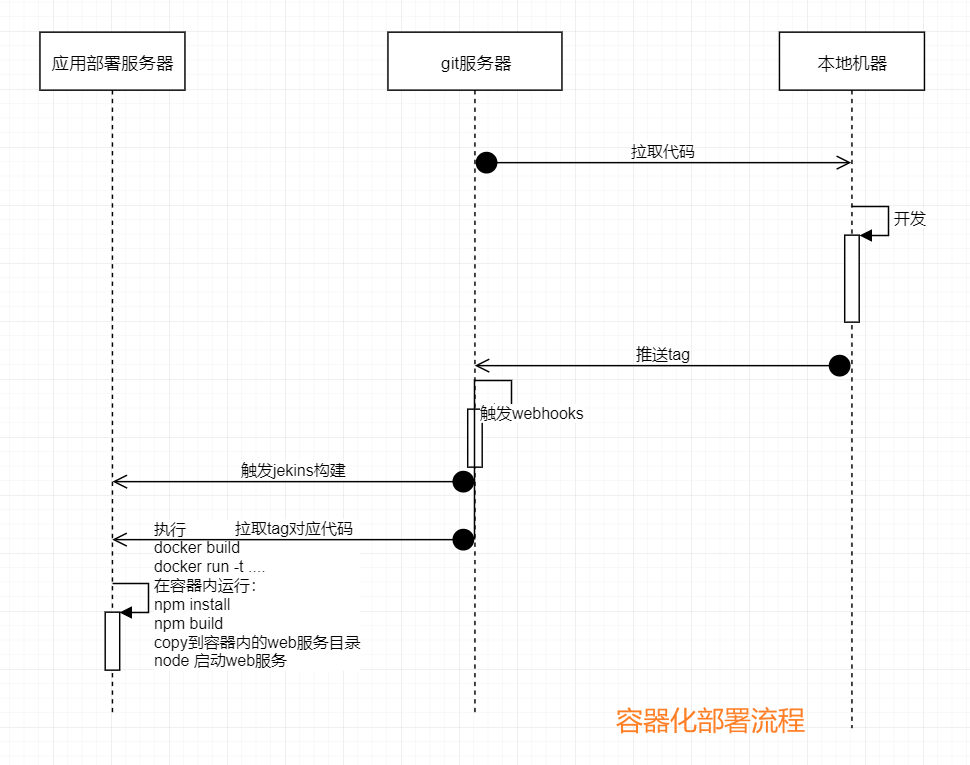 应用部署服务器
git服务器
本地机器
拉取代码
开发
推送tag
触发webhooks
触发jekins构建
拉取tag对应代码
执行
docker build
docker run -t ....
在容器内运行：
npm install
npm build
copy到容器内的web服务目录
node 启动web服务
容器化部署流程